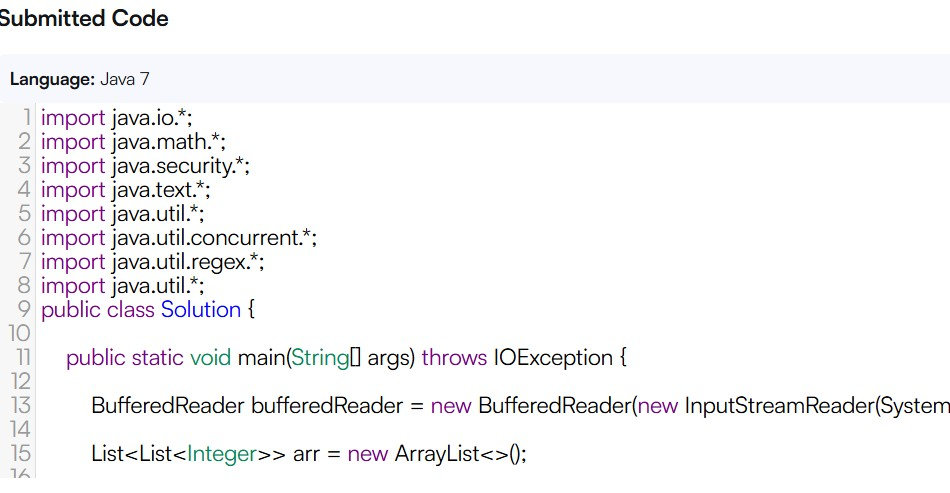 Submitted Code
Language: Java 7
1 import java.io.*;
2 import java.math.*;
3 import java.security.*;
4 import java.text.*;
5 import java.util.*;
6 import java.util.concurrent.*;
7 import java.util.regex.*;
8 import java.util.*;
9 public class Solution {
10
11 public static void main(String[] args) throws IOException {
12
13 BufferedReader bufferedReader = new BufferedReader(new InputStreamReader(System
14
15 List<List<Integer>> arr = new ArrayList<>();
16